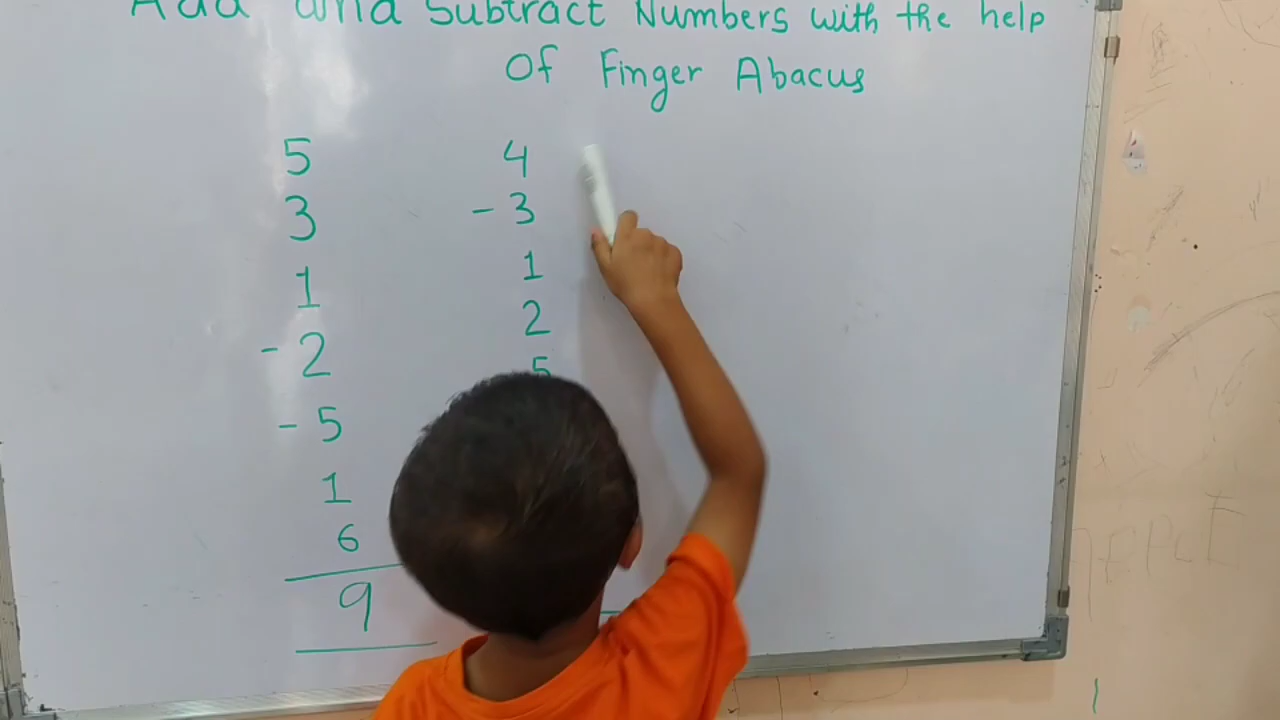 Add and Subtract Numbers with the help
Of Finger Abacus
5 4
3 - 3
1 1
- 2 2
- 5 5
1
6
9